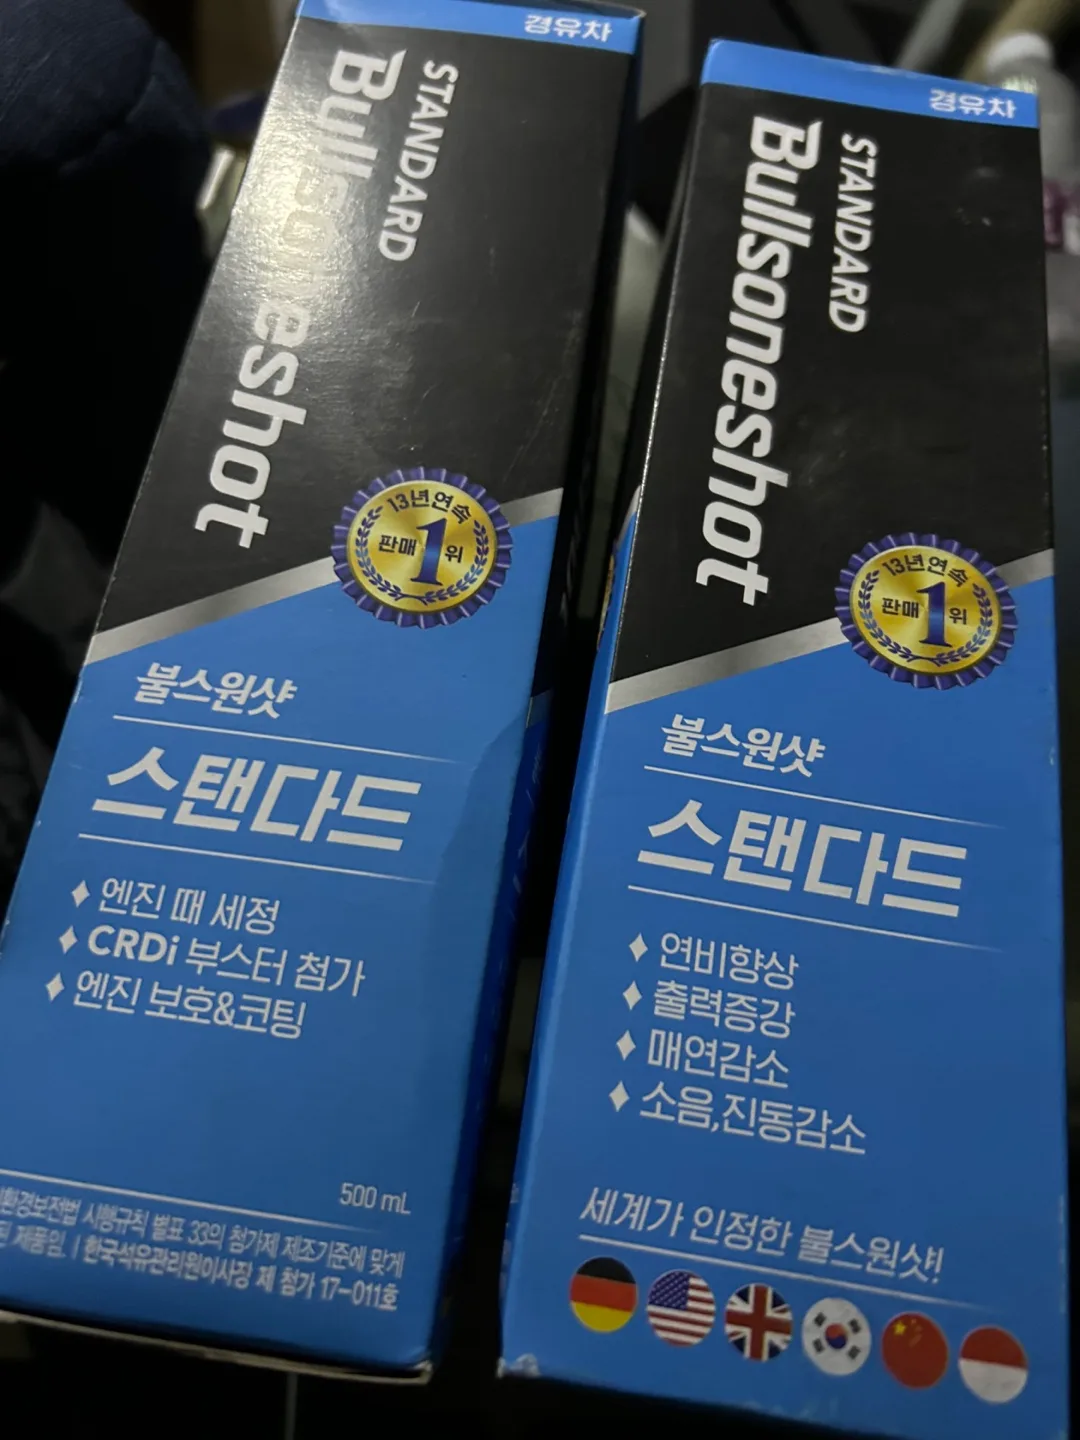 경유차
STANDARD
Bullsoneshot
13년연속
판매 1위
불스원샷
스탠다드
엔진 때 세정
CRDi 부스터 첨가
엔진 보호&코팅
500 mL
환경보전법 시행규칙 별표 33의 첨가제 제조기준에 맞게
된 제품임. | 한국석유관리원이사장 제 첨가 17-011호
경유차
STANDARD
Bullsoneshot
13년연속
판매 1위
불스원샷
스탠다드
연비향상
출력증강
매연감소
소음,진동감소
세계가 인정한 불스원샷!